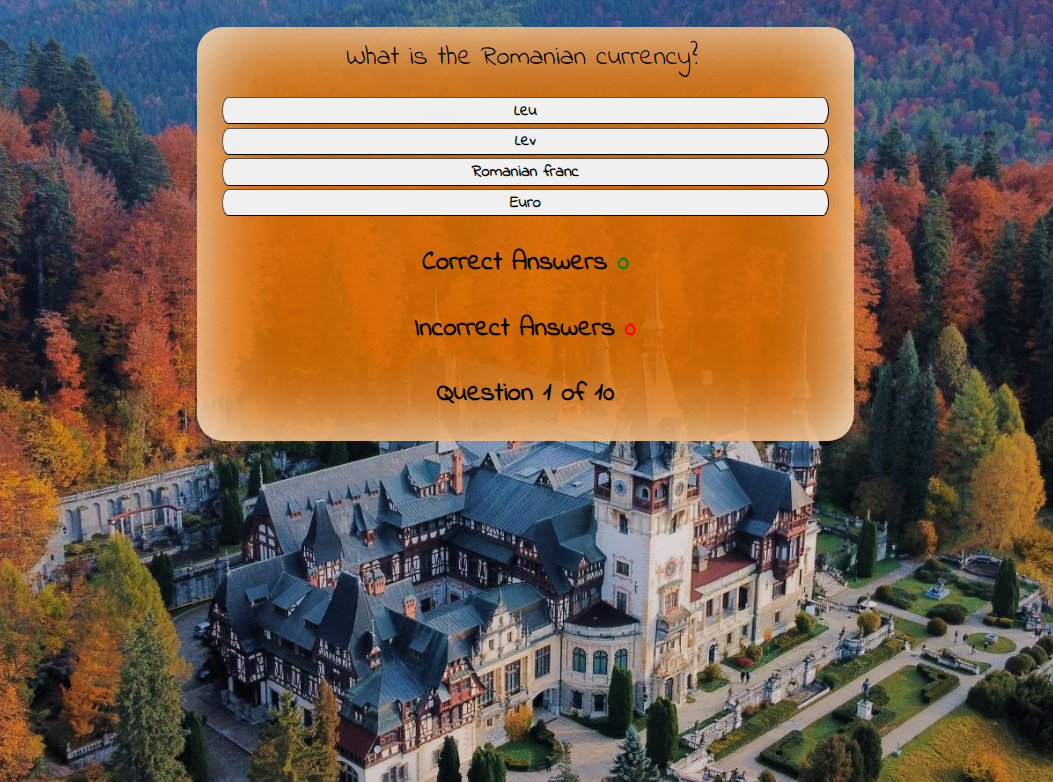 What is the Romanian currency?
Leu
Lev
Romanian franc
Euro
Correct Answers 0
Incorrect Answers 0
Question 1 of 10